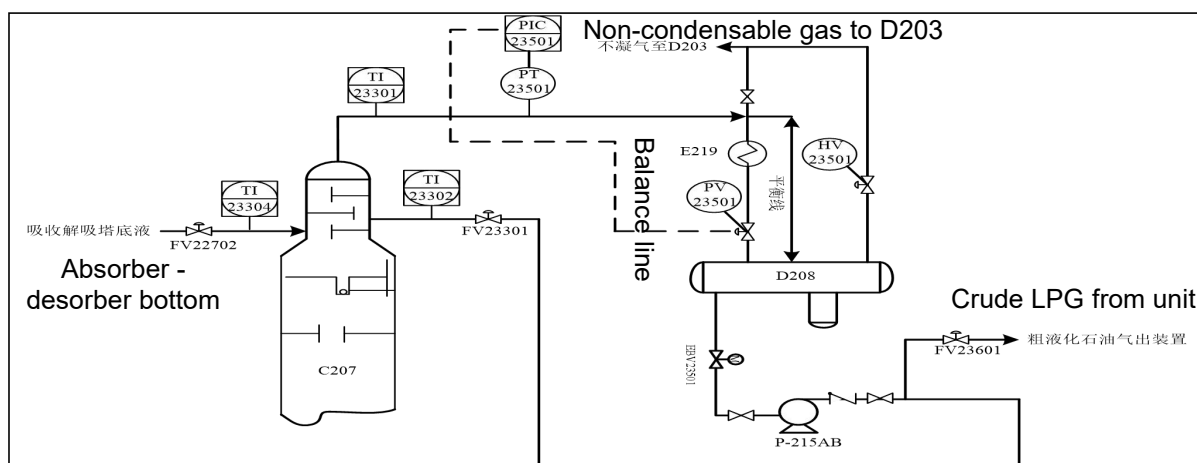 PIC
23501
Non-condensable gas to D203
不凝气至D203
TI
23301
PT
23501
E219
Balance line
平衡线
HV
23501
PV
23501
TI
23304
TI
23302
吸收解吸塔底液
FV22702
FV23301
Absorber -
desorber bottom
D208
Crude LPG from unit
粗液化石油气出装置
FV23601
EBV23501
M
C207
P-215AB